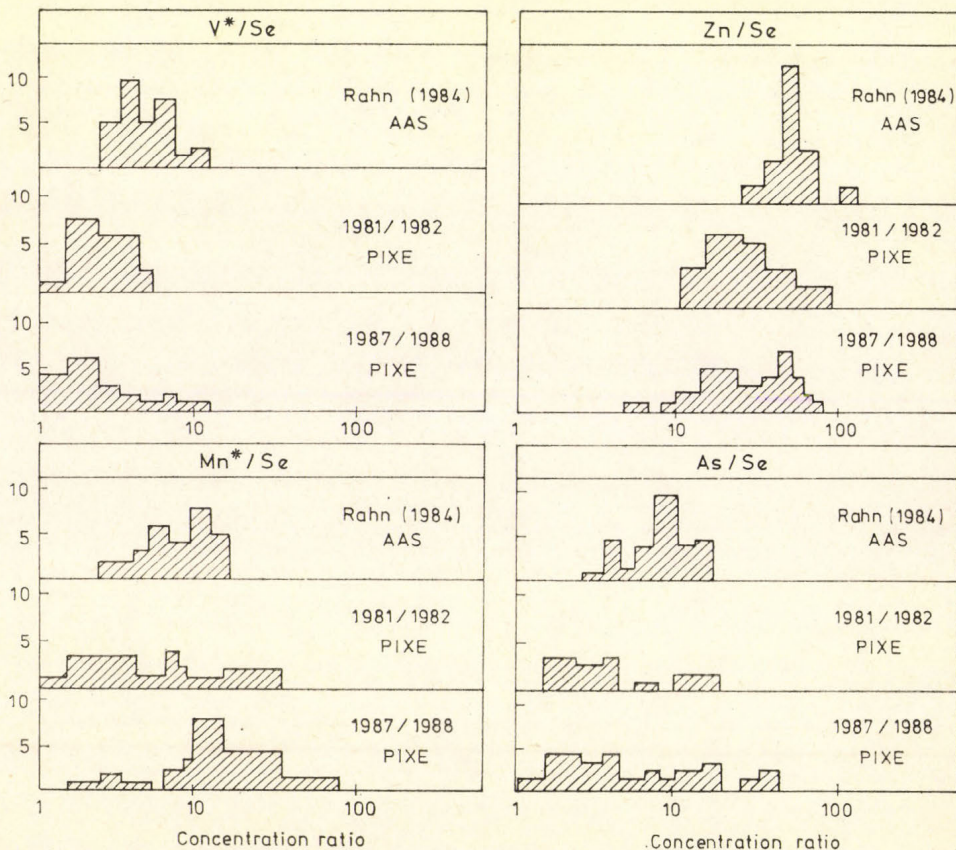 V*/Se
10
5
Rahn (1984)
AAS
10
5
1981/1982
PIXE
10
5
1987/1988
PIXE
1 10 100
Zn/Se
Rahn (1984)
AAS
1981/1982
PIXE
1987/1988
PIXE
1 10 100
Mn*/Se
10
5
Rahn (1984)
AAS
10
5
1981/1982
PIXE
10
5
1987/1988
PIXE
1 10 100
Concentration ratio
As/Se
Rahn (1984)
AAS
1981/1982
PIXE
1987/1988
PIXE
1 10 100
Concentration ratio